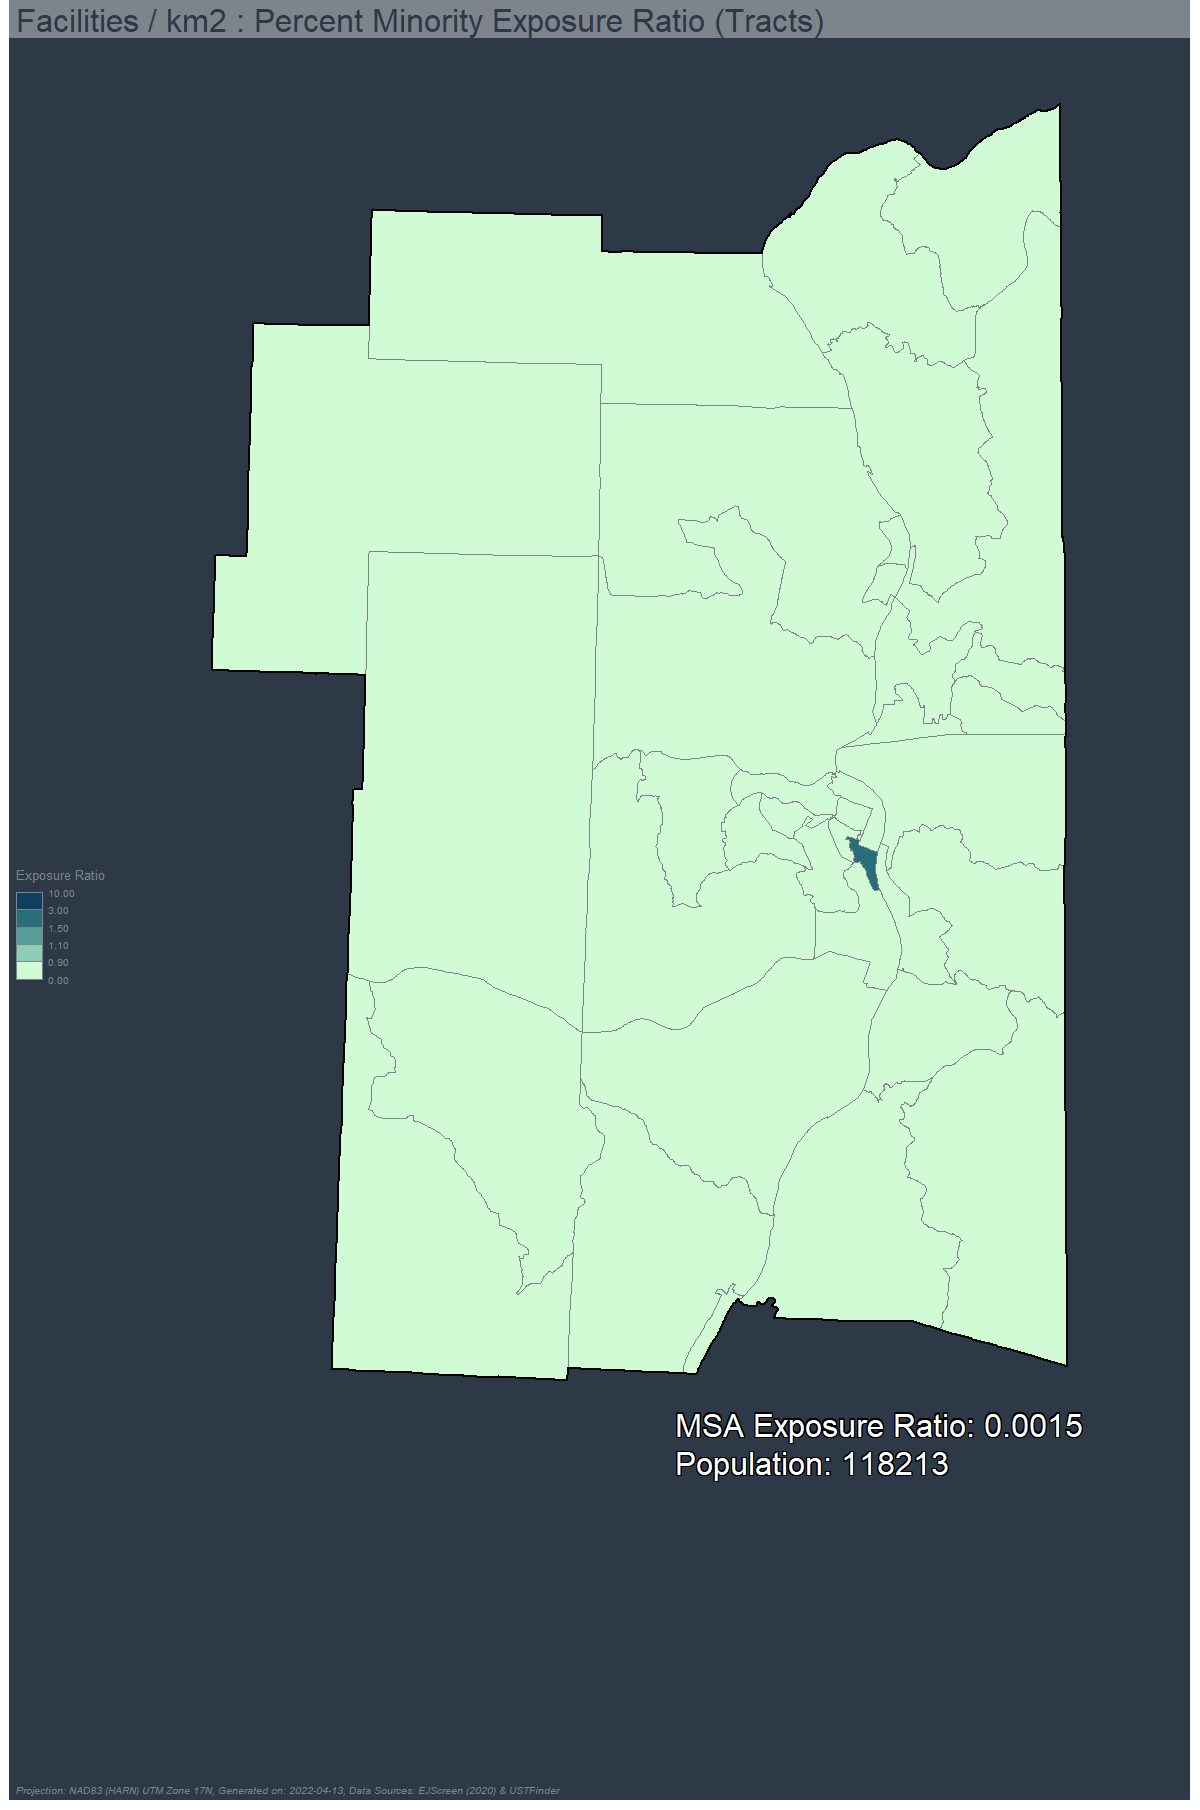 Facilities / km2 : Percent Minority Exposure Ratio (Tracts)
Exposure Ratio
10.00
3.00
1.50
1.10
0.90
0.00
MSA Exposure Ratio: 0.0015
Population: 118213
Projection: NAD83 (HARN) UTM Zone 17N, Generated on: 2022-04-13, Data Sources: EJScreen (2020) & USTFinder